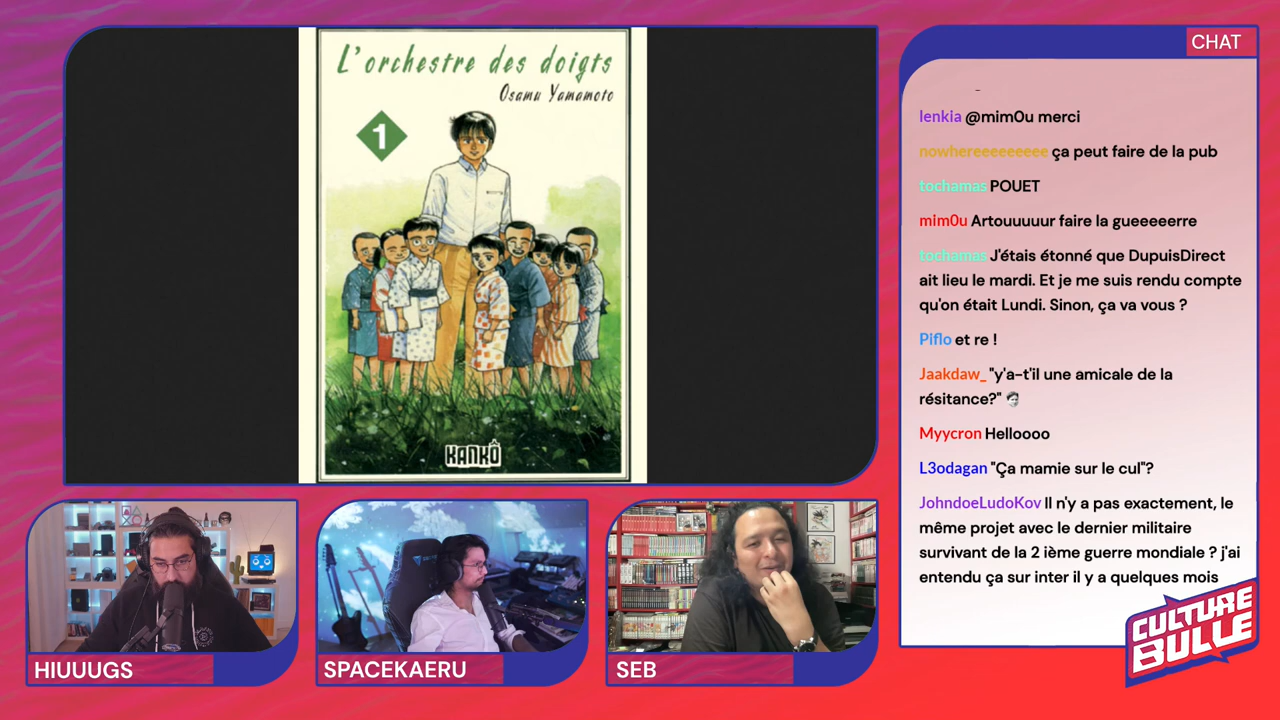 L'orchestre des doigts
Osamu Yamamoto
1
KANKÔ
HIUUUGS
SPACEKAERU
SEB
CHAT
lenkia @mim0u merci
nowhereeeeeeeeee ça peut faire de la pub
tochamas POUET
mim0u Artouuuuur faire la gueeeeerre
tochamas J'étais étonné que DupuisDirect
ait lieu le mardi. Et je me suis rendu compte
qu'on était Lundi. Sinon, ça va vous ?
Piflo et re !
Jaakdaw_ "y'a-t'il une amicale de la
résitance?"
Myycron Helloooo
L3odagan "Ça mamie sur le cul"?
JohndoeLudoKov Il n'y a pas exactement, le
même projet avec le dernier militaire
survivant de la 2 ième guerre mondiale ? j'ai
entendu ça sur inter il y a quelques mois
CULTURE
BULLE